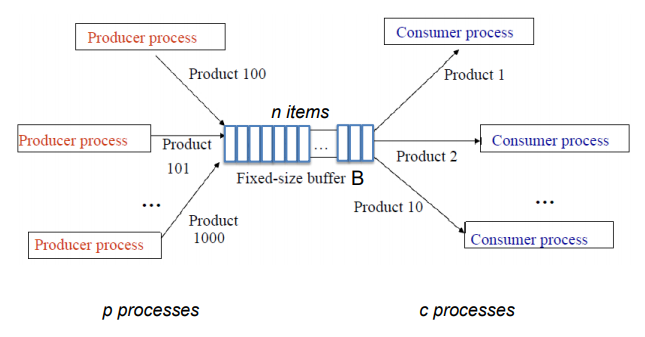 Producer process
Consumer process
Product 100
Product 1
n items
Producer process
Product
101
...
Consumer process
Product 2
Fixed-size buffer B
...
Product 10
...
Product
1000
Producer process
Consumer process
p processes
c processes